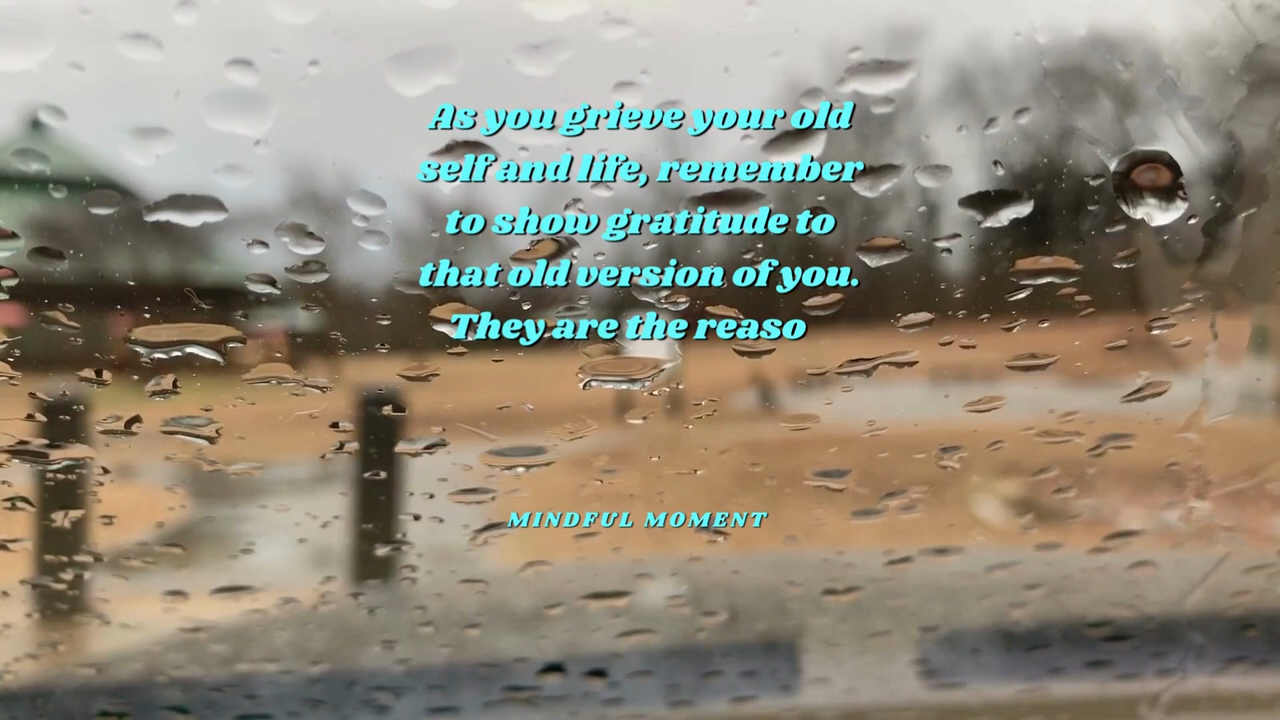 As you grieve your old
self and life, remember
to show gratitude to
that old version of you.
They are the reaso
MINDFUL MOMENT